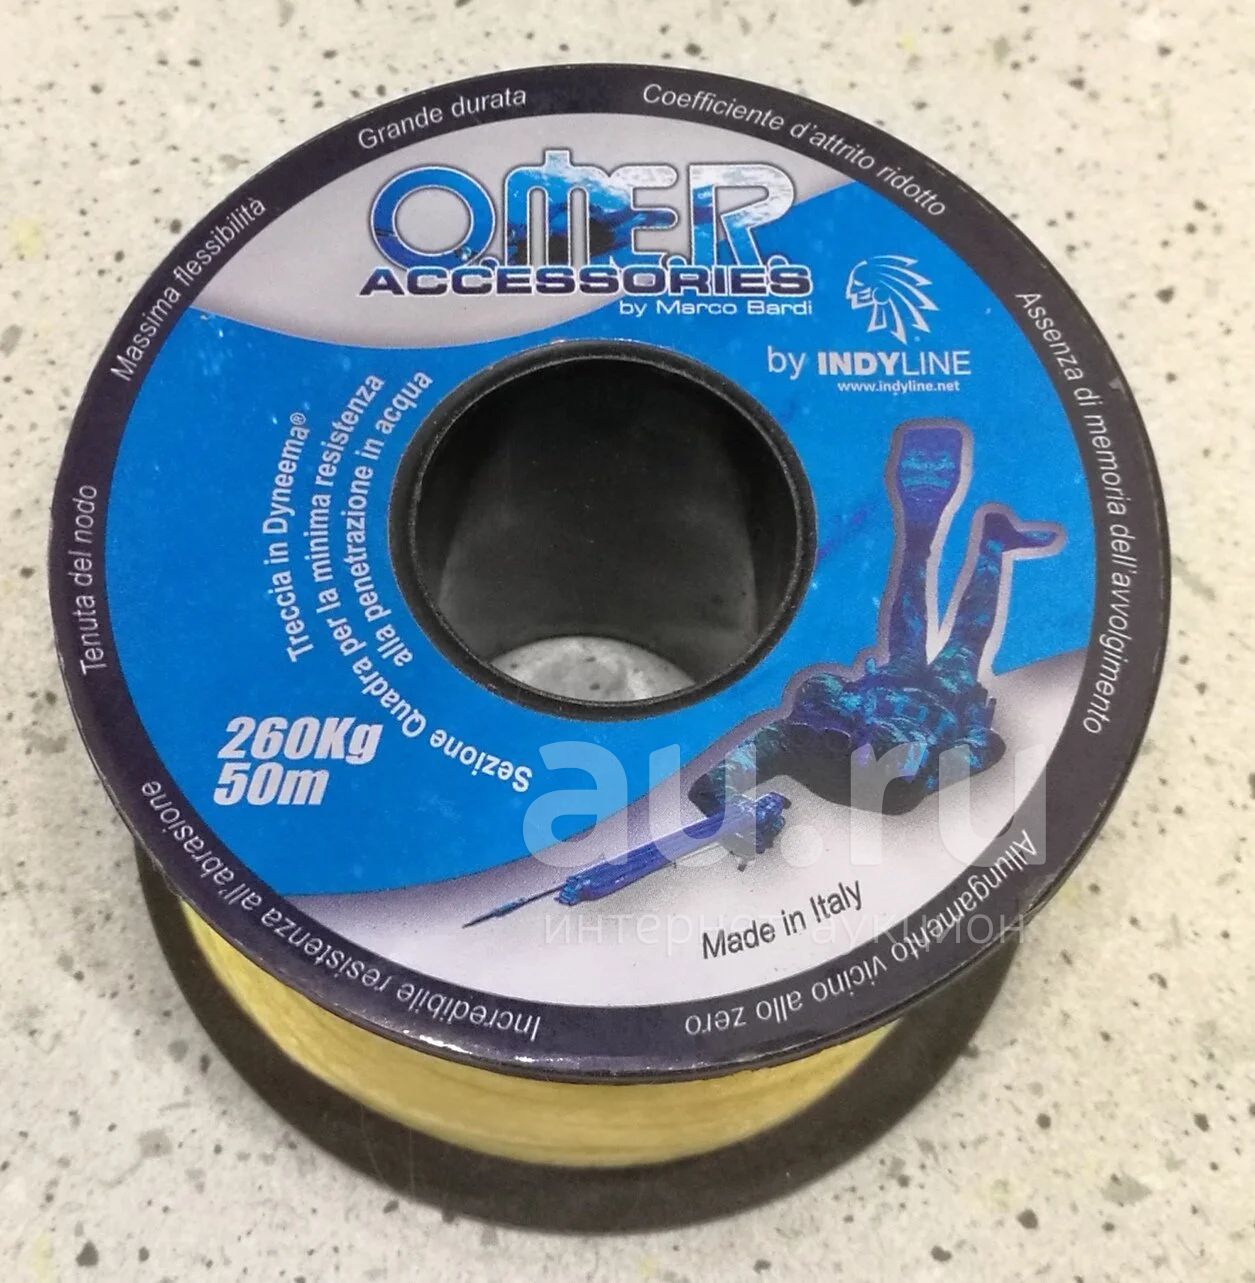 Grande durata
Coefficiente d'attrito ridotto
Massima flessibilità
Assenza di memoria dell'avvolgimento
Tenuta del nodo
Incredibile resistenza all'abrasione
Allungamento vicino allo zero
O.ME.R.
ACCESSORIES
by Marco Bardi
by INDYLINE
www.indyline.net
Treccia in Dyneema®
Sezione Quadra per la minima resistenza
alla penetrazione in acqua
260Kg
50m
Made in Italy
au.ru
интернет аукцион